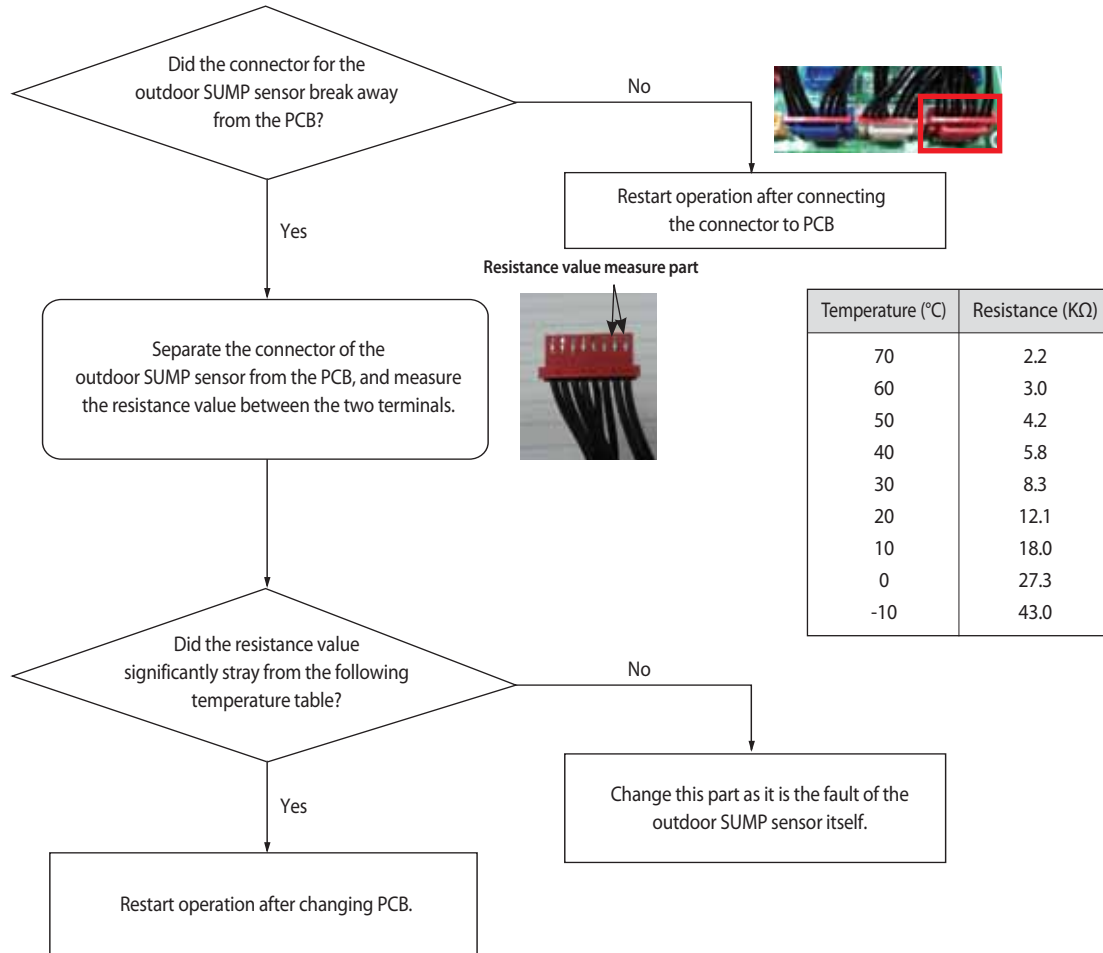 Did the connector for the
outdoor SUMP sensor break away
from the PCB?
No
Restart operation after connecting
the connector to PCB
Yes
Resistance value measure part
Separate the connector of the
outdoor SUMP sensor from the PCB, and measure
the resistance value between the two terminals.
Temperature (°C) Resistance (KΩ)
70 2.2
60 3.0
50 4.2
40 5.8
30 8.3
20 12.1
10 18.0
0 27.3
-10 43.0
Did the resistance value
significantly stray from the following
temperature table?
No
Change this part as it is the fault of the
outdoor SUMP sensor itself.
Yes
Restart operation after changing PCB.